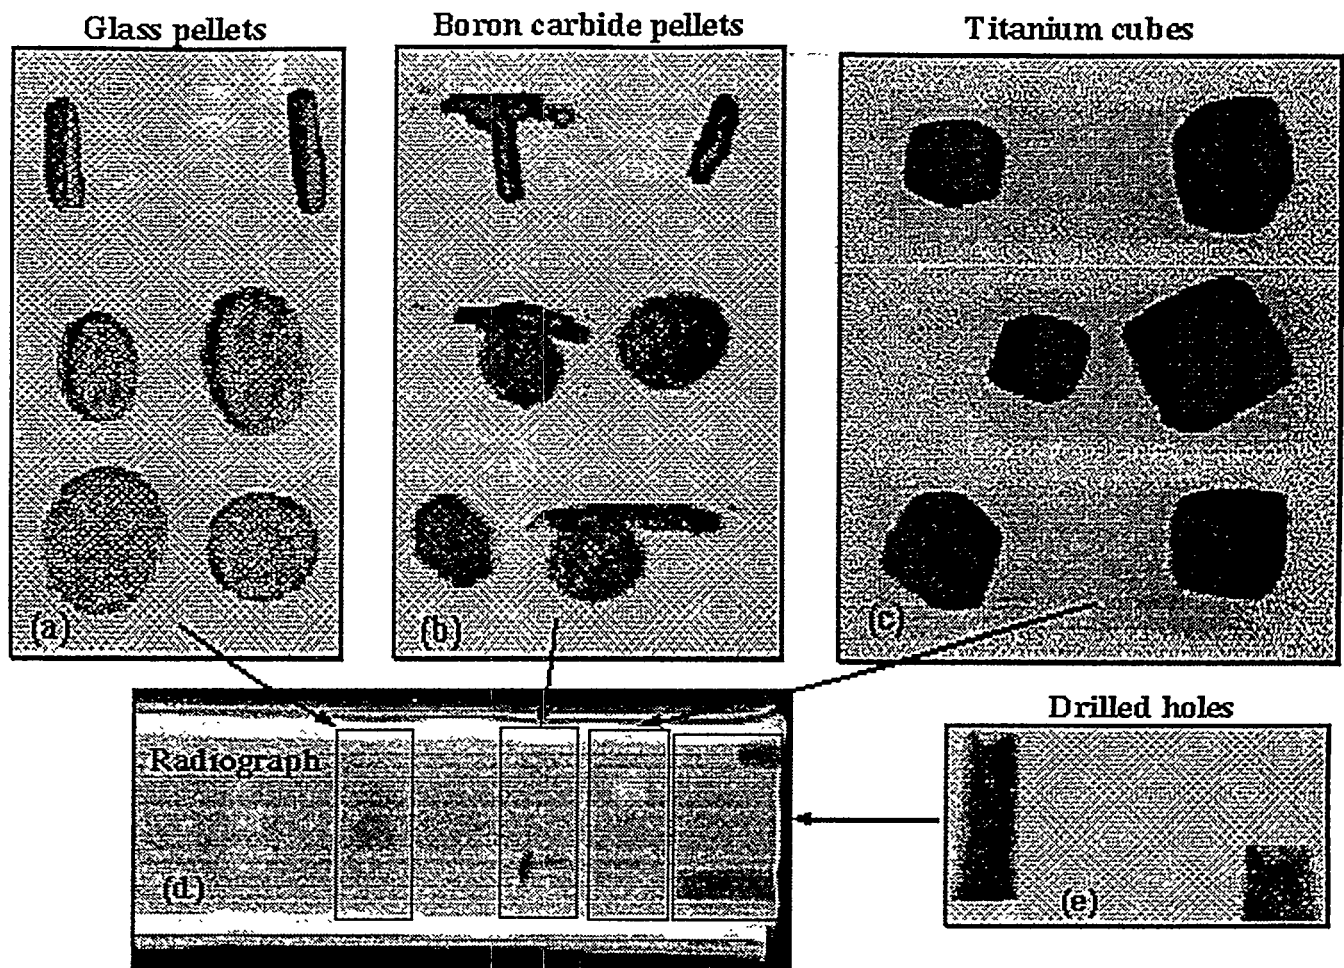 Glass pellets
Boron carbide pellets
Titanium cubes
(a)
(b)
(c)
Radiograph
(d)
Drilled holes
(e)